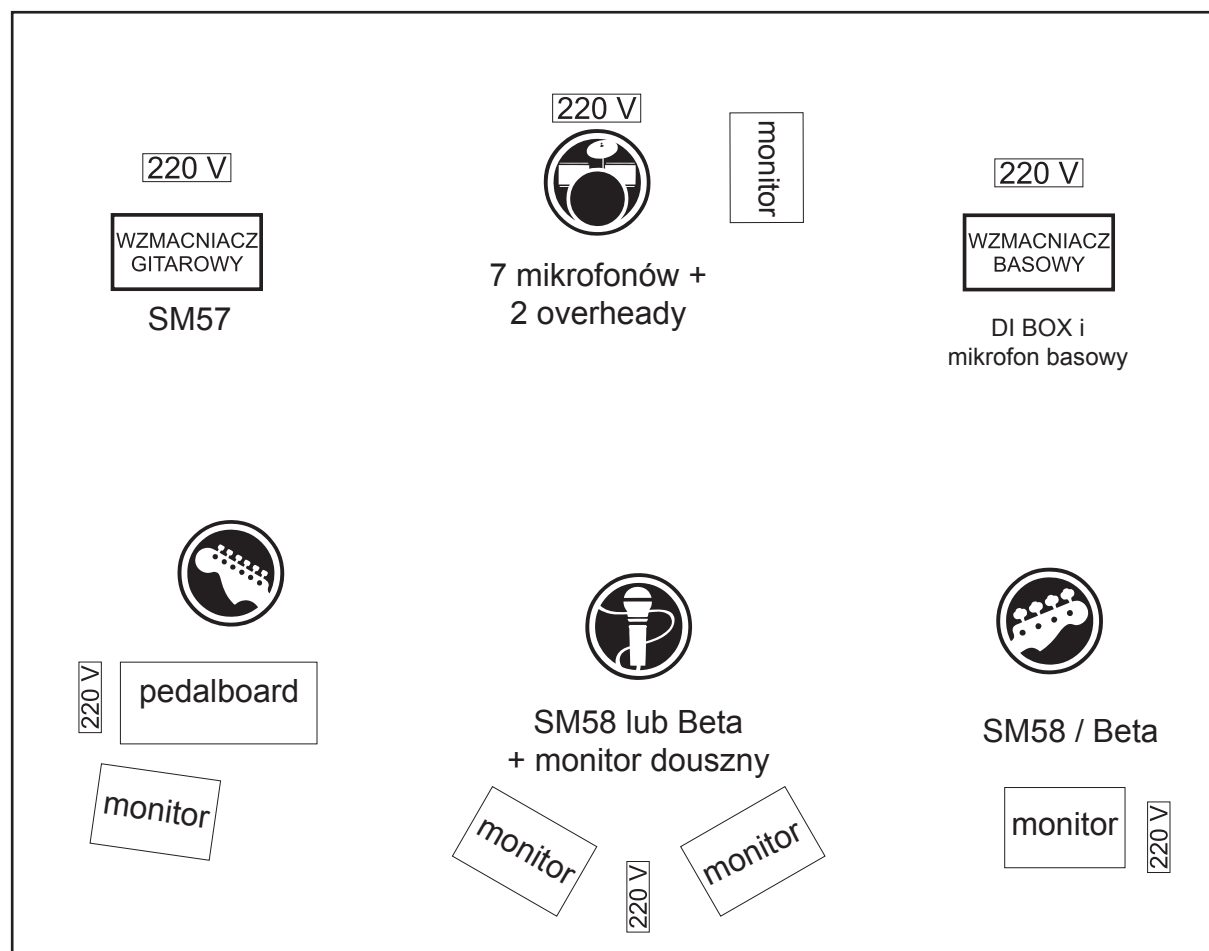 220 V
monitor
220 V
220 V
WZMACNIACZ
GITAROWY
SM57
7 mikrofonów +
2 overheady
WZMACNIACZ
BASOWY
DI BOX i
mikrofon basowy
220 V
pedalboard
monitor
SM58 lub Beta
+ monitor douszny
monitor
220 V
monitor
SM58 / Beta
monitor
220 V